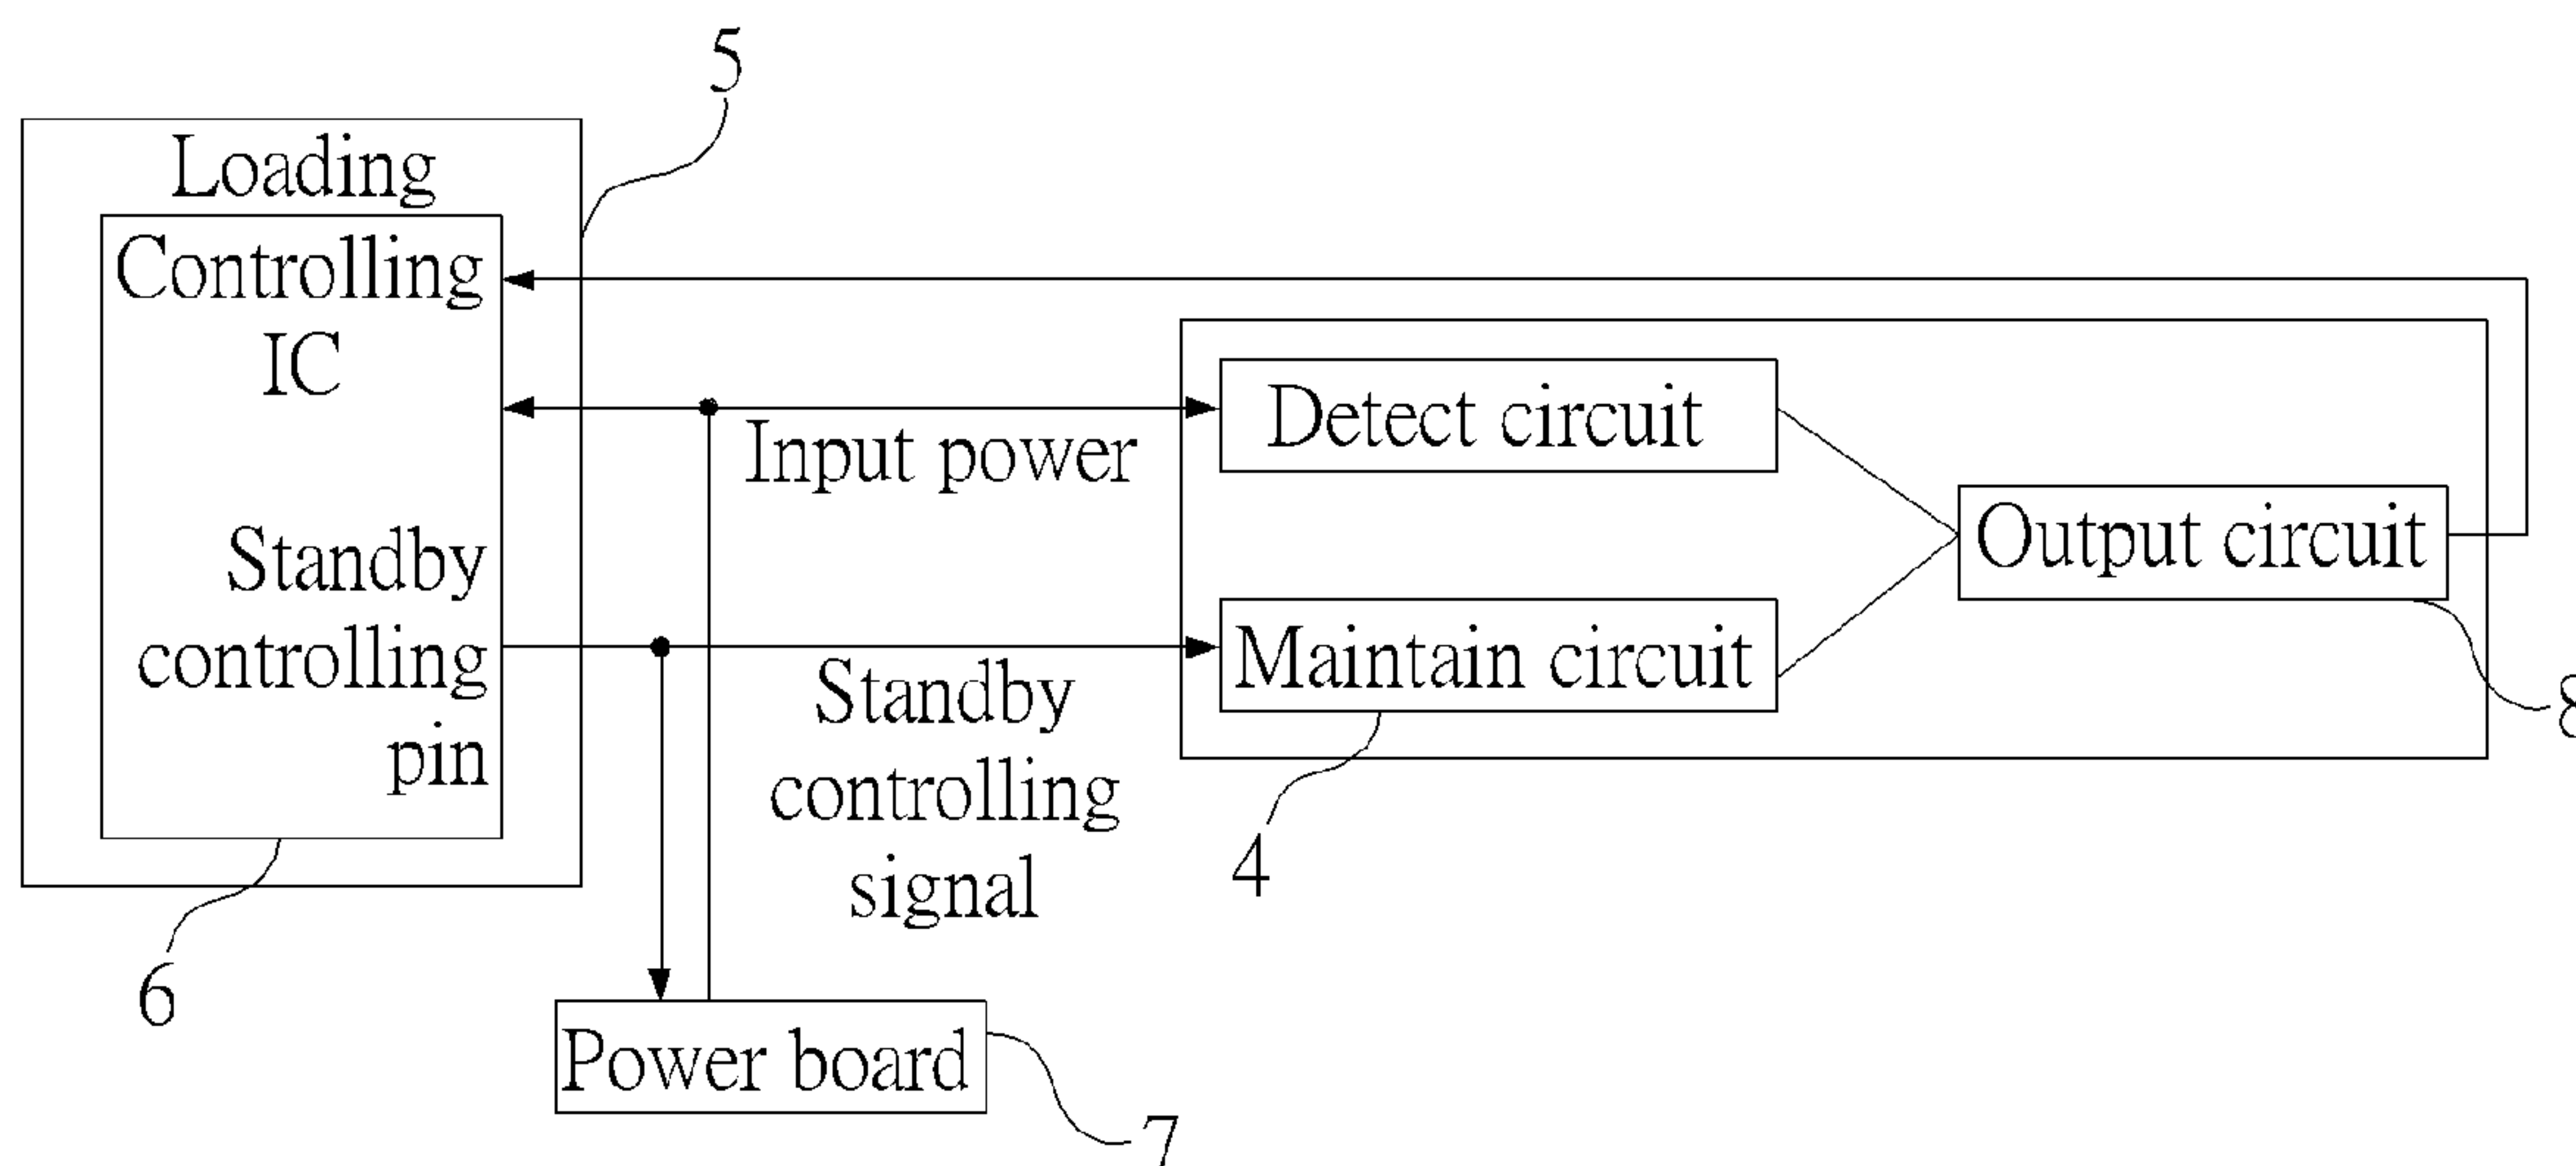 5
Loading
Controlling
IC
Detect circuit
Input power
Output circuit
Standby
controlling
pin
Maintain circuit
Standby
controlling
signal
8
4
6
Power board
7